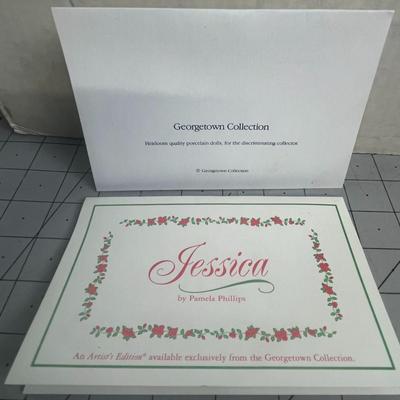 Georgetown Collection
Heirloom quality porcelain dolls, for the discriminating collector
© Georgetown Collection
Jessica
by Pamela Phillips
An Artist's Edition® available exclusively from the Georgetown Collection.